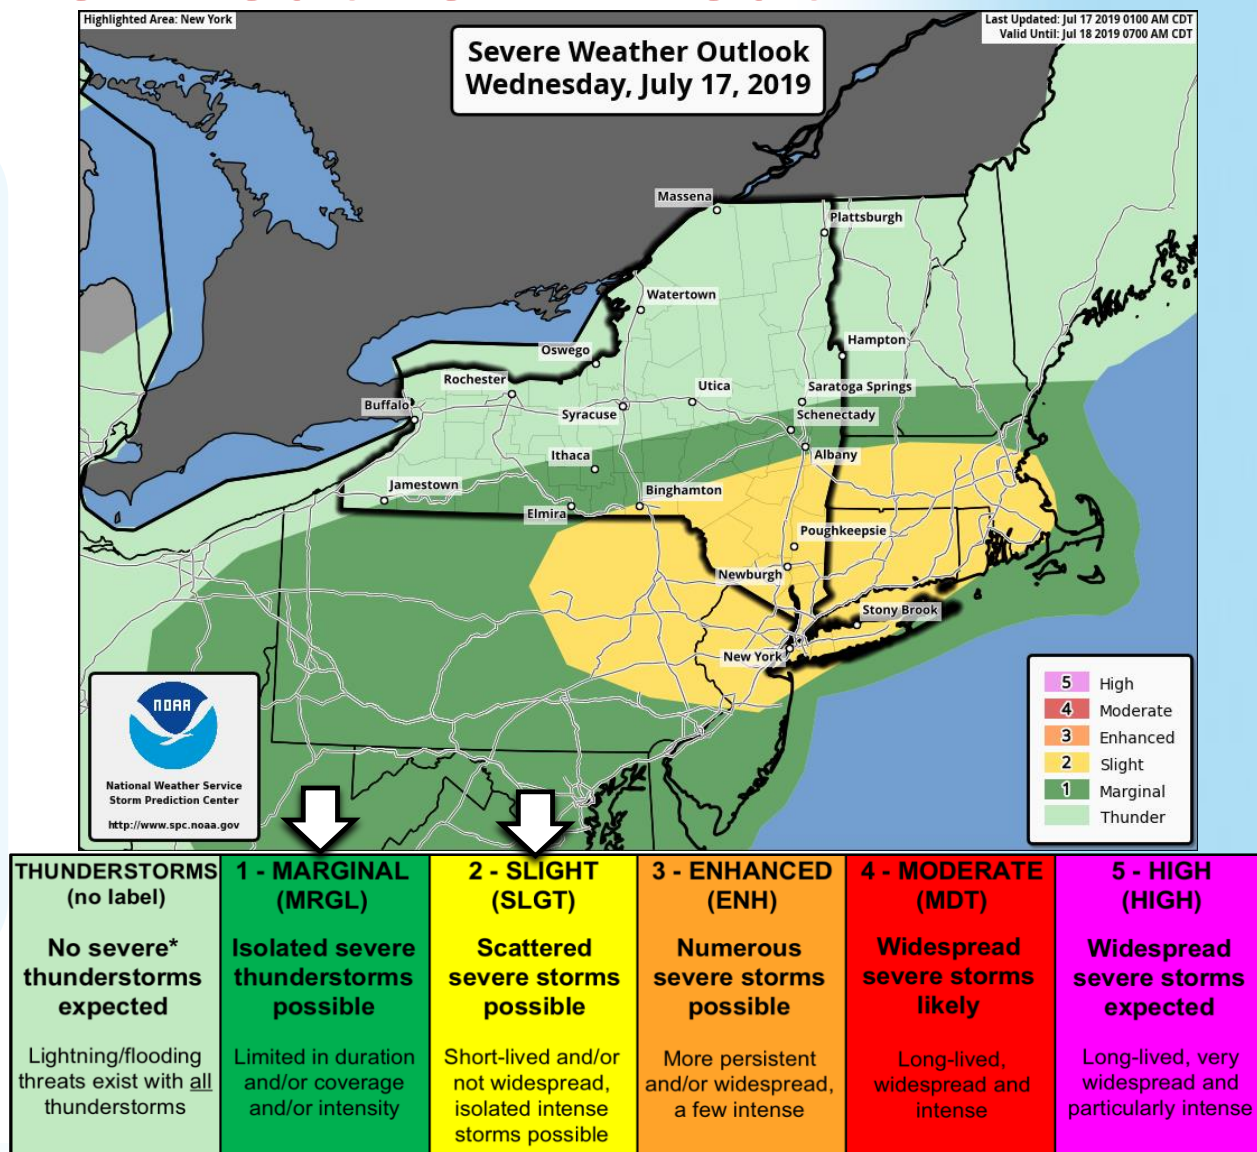 Highlighted Area: New York
Last Updated: Jul 17 2019 0100 AM CDT
Valid Until: Jul 18 2019 0700 AM CDT
Severe Weather Outlook
Wednesday, July 17, 2019
Massena
Plattsburgh
Watertown
Hampton
Oswego
Rochester
Utica
Saratoga Springs
Buffalo
Syracuse
Schenectady
Ithaca
Albany
Jamestown
Binghamton
Elmira
Poughkeepsie
Newburgh
Stony Brook
New York
NOAA
National Weather Service
Storm Prediction Center
http://www.spc.noaa.gov
5 High
4 Moderate
3 Enhanced
2 Slight
1 Marginal
Thunder
THUNDERSTORMS
(no label)
No severe*
thunderstorms
expected
Lightning/flooding
threats exist with all
thunderstorms
1 - MARGINAL
(MRGL)
Isolated severe
thunderstorms
possible
Limited in duration
and/or coverage
and/or intensity
2 - SLIGHT
(SLGT)
Scattered
severe storms
possible
Short-lived and/or
not widespread,
isolated intense
storms possible
3 - ENHANCED
(ENH)
Numerous
severe storms
possible
More persistent
and/or widespread,
a few intense
4 - MODERATE
(MDT)
Widespread
severe storms
likely
Long-lived,
widespread and
intense
5 - HIGH
(HIGH)
Widespread
severe storms
expected
Long-lived, very
widespread and
particularly intense